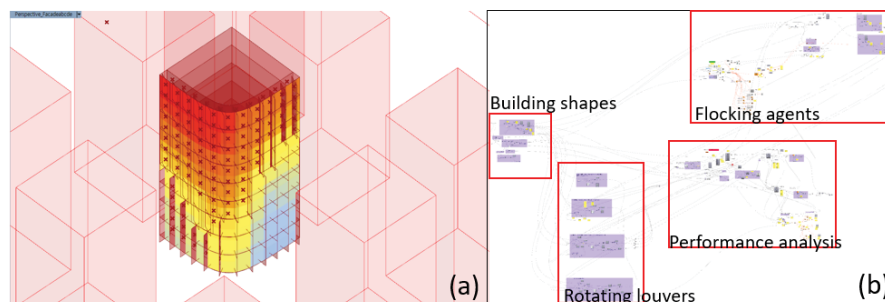 Perspective_Facadeside
(a)
Building shapes
Flocking agents
Performance analysis
Rotating louvers
(b)